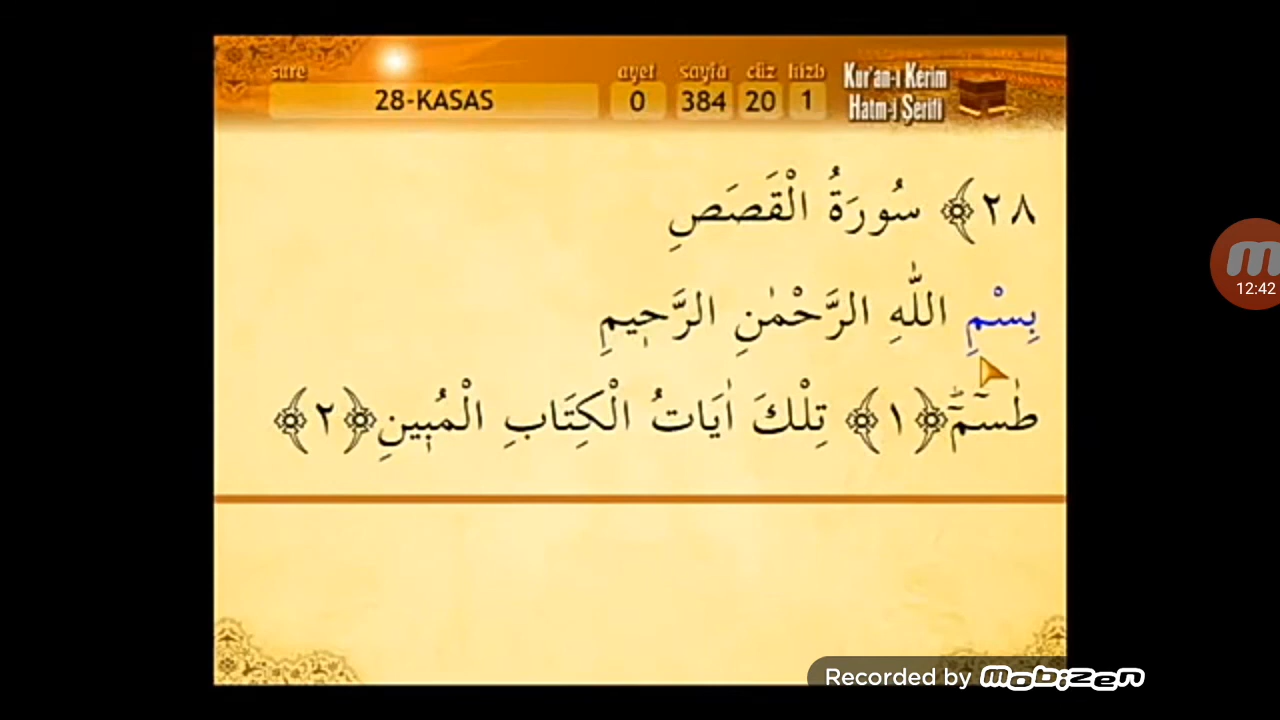 sure ayet sayfa cüz hizb
28-KASAS 0 384 20 1
Kur'an-ı Kerim
Hatm-i Şerifi
٢٨﴾ سُورَةُ الْقَصَصِ
بِسْمِ اللّٰهِ الرَّحْمٰنِ الرَّح۪يمِ
طٰسٓمٓۜ ﴿١﴾ تِلْكَ اٰيَاتُ الْكِتَابِ الْمُب۪ينِ ﴿٢﴾
12:42
Recorded by Mobizen